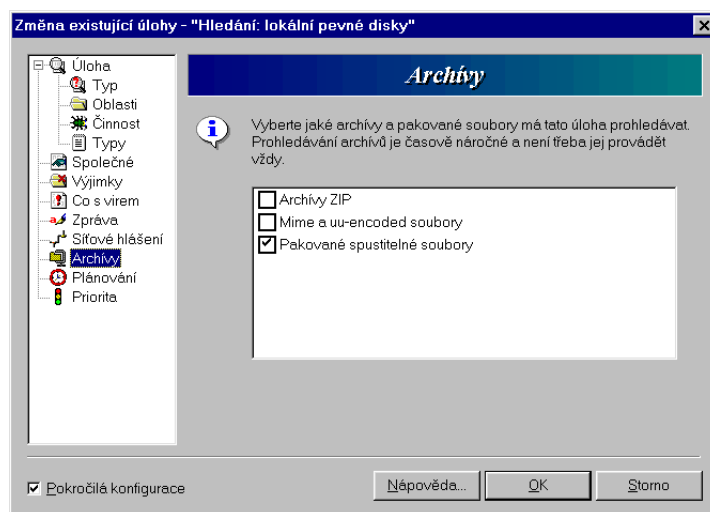 Změna existující úlohy - "Hledání: lokální pevné disky"
Úloha
Typ
Oblasti
Činnost
Typy
Společné
Výjimky
Co s virem
Zpráva
Síťové hlášení
Archívy
Plánování
Priorita
Archívy
Vyberte jaké archívy a pakované soubory má tato úloha prohledávat.
Prohledávání archívů je časově náročné a není třeba jej provádět
vždy.
Archívy ZIP
Mime a uu-encoded soubory
Pakované spustitelné soubory
Pokročilá konfigurace
Nápověda...
OK
Storno